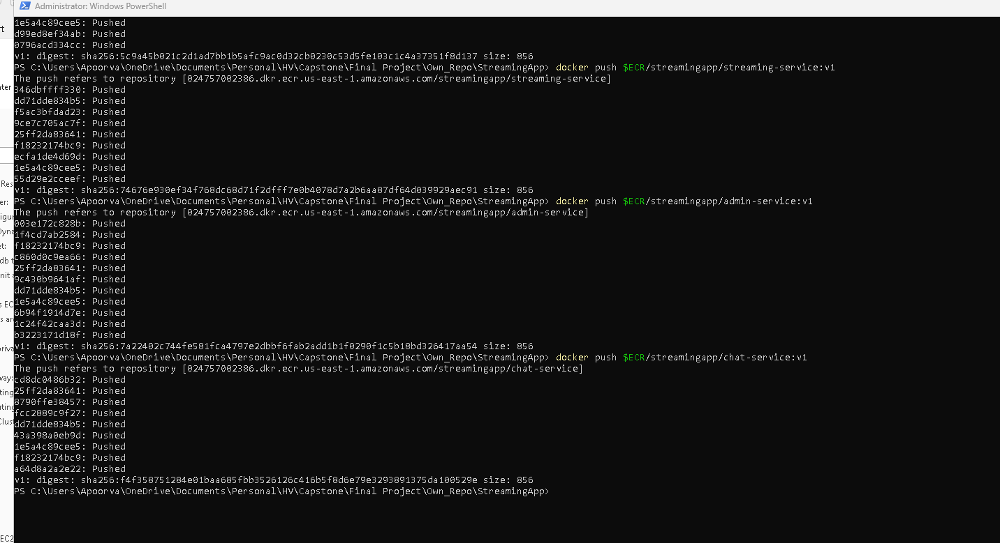 Administrator: Windows PowerShell
1e5a4c89cee5: Pushed
d99ed8ef34ab: Pushed
0796acd334cc: Pushed
v1: digest: sha256:5c9a45b021c2d1ad7bb1b5afc9ac0d32cb0230c53d5fe103c1c4a37351f8d137 size: 856
PS C:\Users\Apoorva\OneDrive\Documents\Personal\HV\Capstone\Final Project\Own_Repo\StreamingApp> docker push $ECR/streamingapp/streaming-service:v1
The push refers to repository [024757002386.dkr.ecr.us-east-1.amazonaws.com/streamingapp/streaming-service]
346dbffff330: Pushed
dd71dde834b5: Pushed
f5ac3bfdad23: Pushed
9ce7c705ac7f: Pushed
25ff2da83641: Pushed
f18232174bc9: Pushed
ecfa1de4d69d: Pushed
1e5a4c89cee5: Pushed
55d29e2cceef: Pushed
v1: digest: sha256:74676e930ef34f768dc68d71f2dfff7e0b4078d7a2b6aa87df64d039929aec91 size: 856
PS C:\Users\Apoorva\OneDrive\Documents\Personal\HV\Capstone\Final Project\Own_Repo\StreamingApp> docker push $ECR/streamingapp/admin-service:v1
The push refers to repository [024757002386.dkr.ecr.us-east-1.amazonaws.com/streamingapp/admin-service]
003e172c828b: Pushed
1f4cd7ab2584: Pushed
f18232174bc9: Pushed
c860d0c9ea66: Pushed
25ff2da83641: Pushed
9c430b9641af: Pushed
dd71dde834b5: Pushed
1e5a4c89cee5: Pushed
6b94f1914d7e: Pushed
1c24f42caa3d: Pushed
b3223171d18f: Pushed
v1: digest: sha256:7a22402c744fe581fca4797e2dbbf6fab2add1b1f0290f1c5b18bd326417aa54 size: 856
PS C:\Users\Apoorva\OneDrive\Documents\Personal\HV\Capstone\Final Project\Own_Repo\StreamingApp> docker push $ECR/streamingapp/chat-service:v1
The push refers to repository [024757002386.dkr.ecr.us-east-1.amazonaws.com/streamingapp/chat-service]
cd8dc0486b32: Pushed
25ff2da83641: Pushed
8790ffe38457: Pushed
fcc2889c9f27: Pushed
dd71dde834b5: Pushed
43a398a0eb9d: Pushed
1e5a4c89cee5: Pushed
f18232174bc9: Pushed
a64d8a2a2e22: Pushed
v1: digest: sha256:f4f358751284e01baa685fbb3526126c416b5f8d6e79e3293891375da100529e size: 856
PS C:\Users\Apoorva\OneDrive\Documents\Personal\HV\Capstone\Final Project\Own_Repo\StreamingApp>